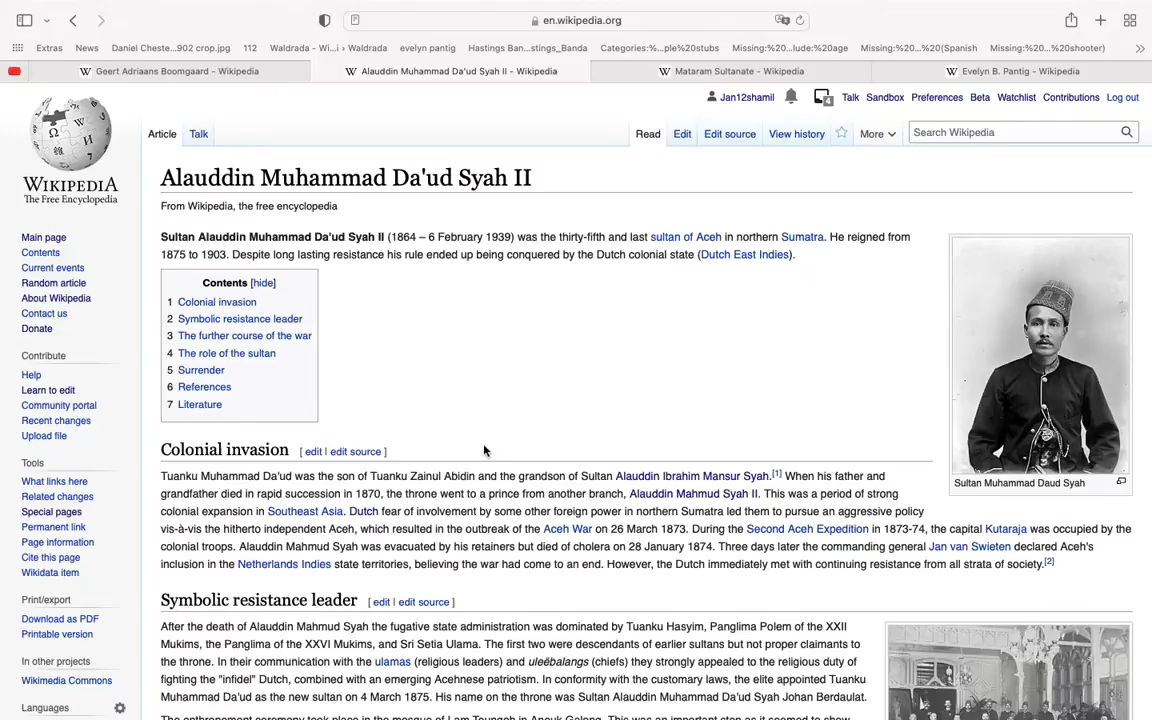 en.wikipedia.org
Extras News Daniel Cheste...902 crop.jpg 112 Waldrada - Wi...i › Waldrada evelyn pantig Hastings Ban...stings_Banda Categories:%...ple%20stubs Missing:%20...lude:%20age Missing:%20...%20(Spanish Missing:%20...%20shooter)
Geert Adriaans Boomgaard – Wikipedia
Alauddin Muhammad Da'ud Syah II – Wikipedia
Mataram Sultanate – Wikipedia
Evelyn B. Pantig – Wikipedia
Jan12shamil 4 Talk Sandbox Preferences Beta Watchlist Contributions Log out
Article Talk Read Edit Edit source View history More Search Wikipedia
WIKIPEDIA
The Free Encyclopedia
Main page
Contents
Current events
Random article
About Wikipedia
Contact us
Donate
Contribute
Help
Learn to edit
Community portal
Recent changes
Upload file
Tools
What links here
Related changes
Special pages
Permanent link
Page information
Cite this page
Wikidata item
Print/export
Download as PDF
Printable version
In other projects
Wikimedia Commons
Languages
Alauddin Muhammad Da'ud Syah II
From Wikipedia, the free encyclopedia
Sultan Alauddin Muhammad Da'ud Syah II (1864 – 6 February 1939) was the thirty-fifth and last sultan of Aceh in northern Sumatra. He reigned from
1875 to 1903. Despite long lasting resistance his rule ended up being conquered by the Dutch colonial state (Dutch East Indies).
Contents [hide]
1 Colonial invasion
2 Symbolic resistance leader
3 The further course of the war
4 The role of the sultan
5 Surrender
6 References
7 Literature
Sultan Muhammad Daud Syah
Colonial invasion [ edit | edit source ]
Tuanku Muhammad Da'ud was the son of Tuanku Zainul Abidin and the grandson of Sultan Alauddin Ibrahim Mansur Syah.[1] When his father and
grandfather died in rapid succession in 1870, the throne went to a prince from another branch, Alauddin Mahmud Syah II. This was a period of strong
colonial expansion in Southeast Asia. Dutch fear of involvement by some other foreign power in northern Sumatra led them to pursue an aggressive policy
vis-à-vis the hitherto independent Aceh, which resulted in the outbreak of the Aceh War on 26 March 1873. During the Second Aceh Expedition in 1873-74, the capital Kutaraja was occupied by the
colonial troops. Alauddin Mahmud Syah was evacuated by his retainers but died of cholera on 28 January 1874. Three days later the commanding general Jan van Swieten declared Aceh's
inclusion in the Netherlands Indies state territories, believing the war had come to an end. However, the Dutch immediately met with continuing resistance from all strata of society.[2]
Symbolic resistance leader [ edit | edit source ]
After the death of Alauddin Mahmud Syah the fugative state administration was dominated by Tuanku Hasyim, Panglima Polem of the XXII
Mukims, the Panglima of the XXVI Mukims, and Sri Setia Ulama. The first two were descendants of earlier sultans but not proper claimants to
the throne. In their communication with the ulamas (religious leaders) and uleëbalangs (chiefs) they strongly appealed to the religious duty of
fighting the "infidel" Dutch, combined with an emerging Acehnese patriotism. In conformity with the customary laws, the elite appointed Tuanku
Muhammad Da'ud as the new sultan on 4 March 1875. His name on the throne was Sultan Alauddin Muhammad Da'ud Syah Johan Berdaulat.
The enthronement ceremony took place in the mosque of Lam Teungoh in Aneuk Galong. This was an important step as it seemed to show